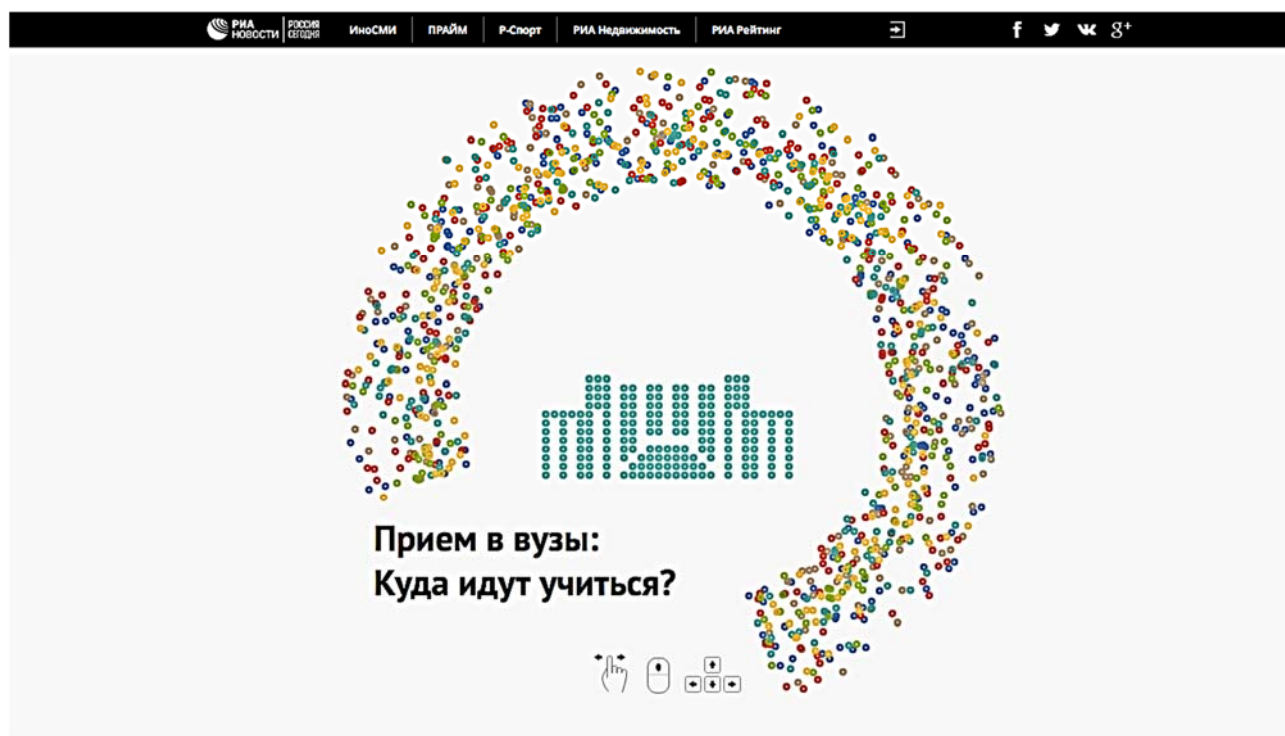 РИА НОВОСТИ РОССИЯ СЕГОДНЯ ИноСМИ ПРАЙМ Р-Спорт РИА Недвижимость РИА Рейтинг f g+
Прием в вузы:
Куда идут учиться?